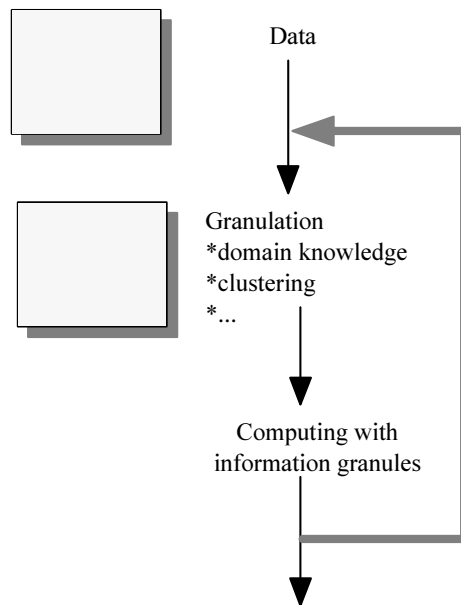 Data
Granulation
*domain knowledge
*clustering
*...
Computing with
information granules